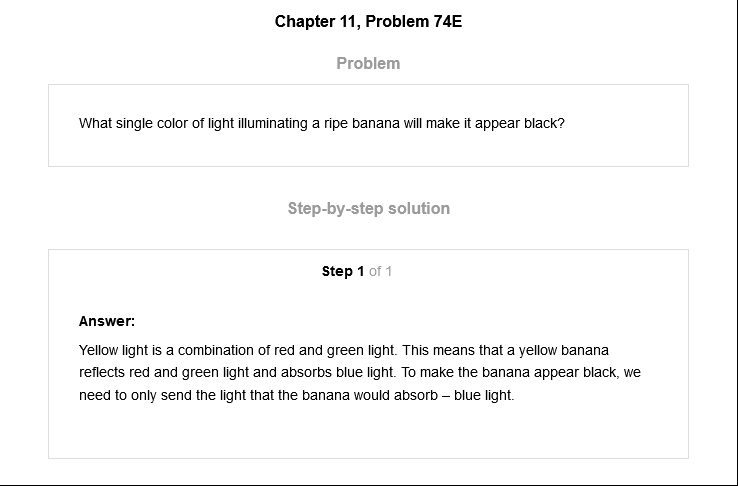 Chapter 11, Problem 74E
Problem
What single color of light illuminating a ripe banana will make it appear black?
Step-by-step solution
Step 1 of 1
Answer:
Yellow light is a combination of red and green light. This means that a yellow banana
reflects red and green light and absorbs blue light. To make the banana appear black, we
need to only send the light that the banana would absorb – blue light.